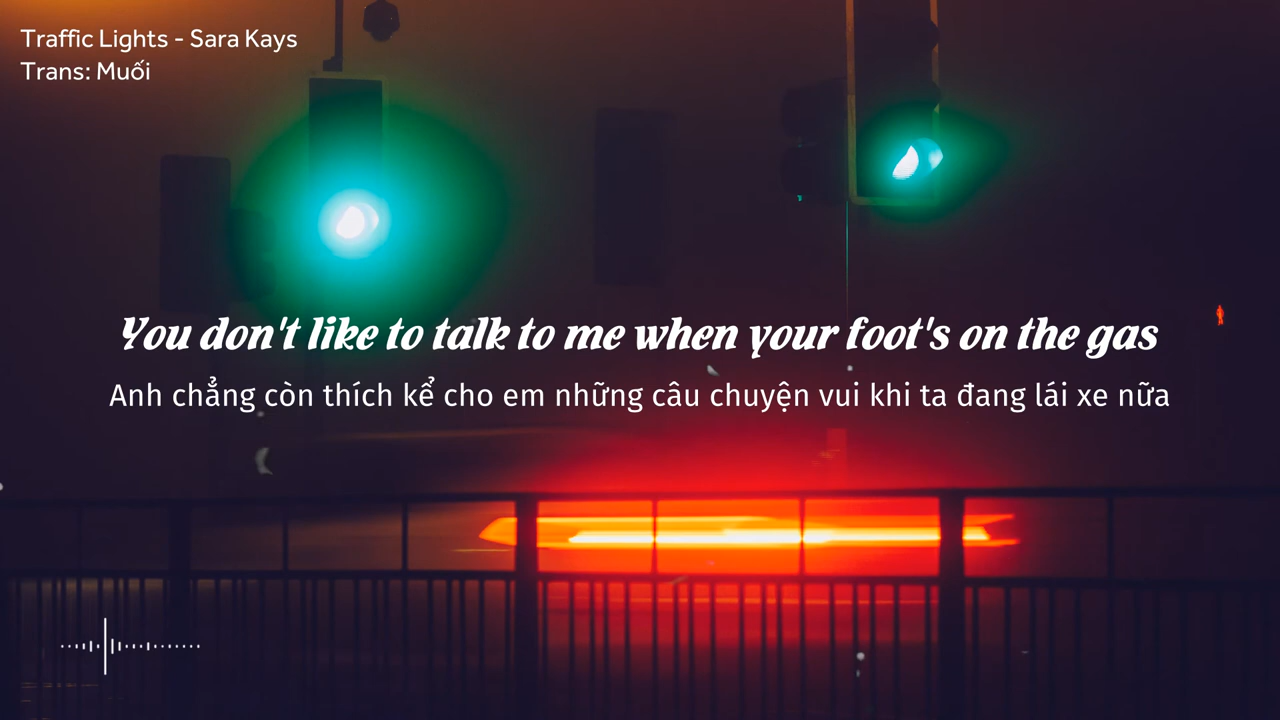 Traffic Lights - Sara Kays
Trans: Muối
You don't like to talk to me when your foot's on the gas
Anh chẳng còn thích kể cho em những câu chuyện vui khi ta đang lái xe nữa